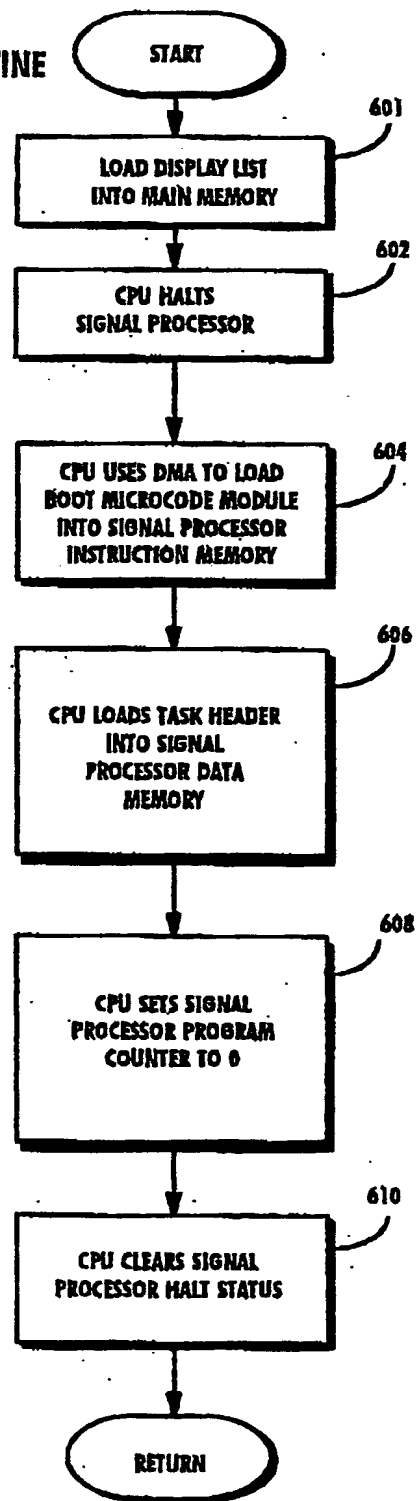 START
TINE
601
LOAD DISPLAY LIST
INTO MAIN MEMORY
602
CPU HALTS
SIGNAL PROCESSOR
604
CPU USES DMA TO LOAD
BOOT MICROCODE MODULE
INTO SIGNAL PROCESSOR
INSTRUCTION MEMORY
606
CPU LOADS TASK HEADER
INTO SIGNAL
PROCESSOR DATA
MEMORY
608
CPU SETS SIGNAL
PROCESSOR PROGRAM
COUNTER TO 0
610
CPU CLEARS SIGNAL
PROCESSOR HALT STATUS
RETURN